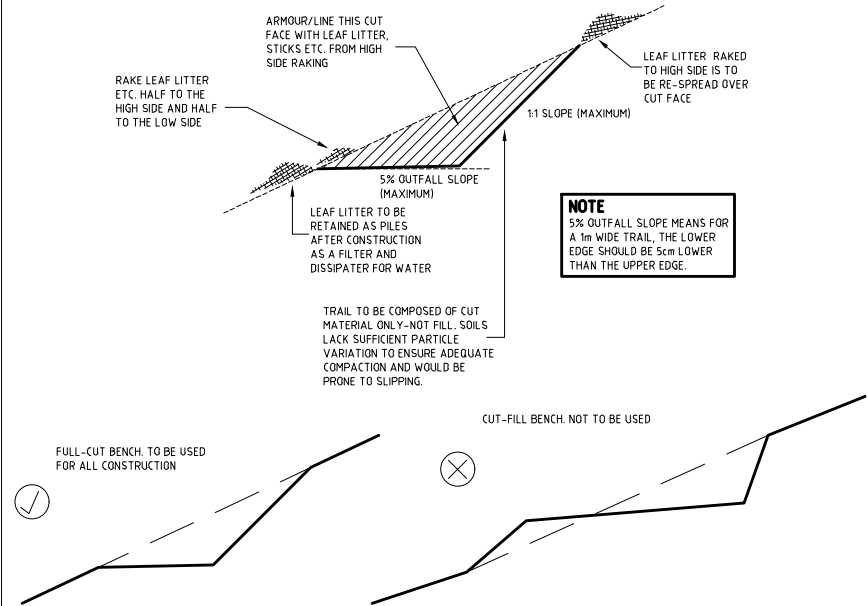 ARMOUR/LINE THIS CUT
FACE WITH LEAF LITTER,
STICKS ETC. FROM HIGH
SIDE RAKING
LEAF LITTER RAKED
TO HIGH SIDE IS TO
BE RE-SPREAD OVER
CUT FACE
RAKE LEAF LITTER
ETC. HALF TO THE
HIGH SIDE AND HALF
TO THE LOW SIDE
1:1 SLOPE (MAXIMUM)
5% OUTFALL SLOPE
(MAXIMUM)
LEAF LITTER TO BE
RETAINED AS PILES
AFTER CONSTRUCTION
AS A FILTER AND
DISSIPATER FOR WATER
NOTE
5% OUTFALL SLOPE MEANS FOR
A 1m WIDE TRAIL, THE LOWER
EDGE SHOULD BE 5cm LOWER
THAN THE UPPER EDGE.
TRAIL TO BE COMPOSED OF CUT
MATERIAL ONLY-NOT FILL. SOILS
LACK SUFFICIENT PARTICLE
VARIATION TO ENSURE ADEQUATE
COMPACTION AND WOULD BE
PRONE TO SLIPPING.
CUT-FILL BENCH. NOT TO BE USED
FULL-CUT BENCH. TO BE USED
FOR ALL CONSTRUCTION